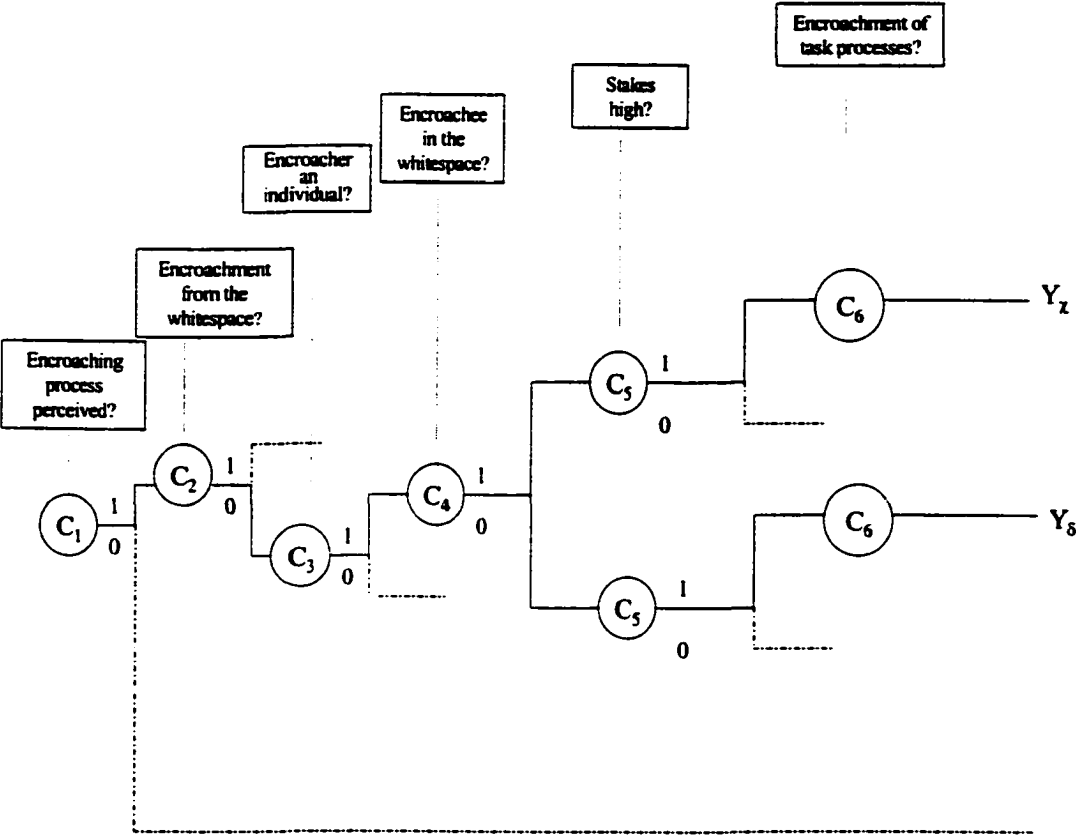 Encroachment of
task processes?
Stakes
high?
Encroachee
in the
whitespace?
Encroacher
an
individual?
Encroachment
from the
whitespace?
Encroaching
process
perceived?
C6
Yχ
C5
1
0
C2
1
0
C4
1
0
C1
1
0
C3
1
0
C6
Yδ
C5
1
0